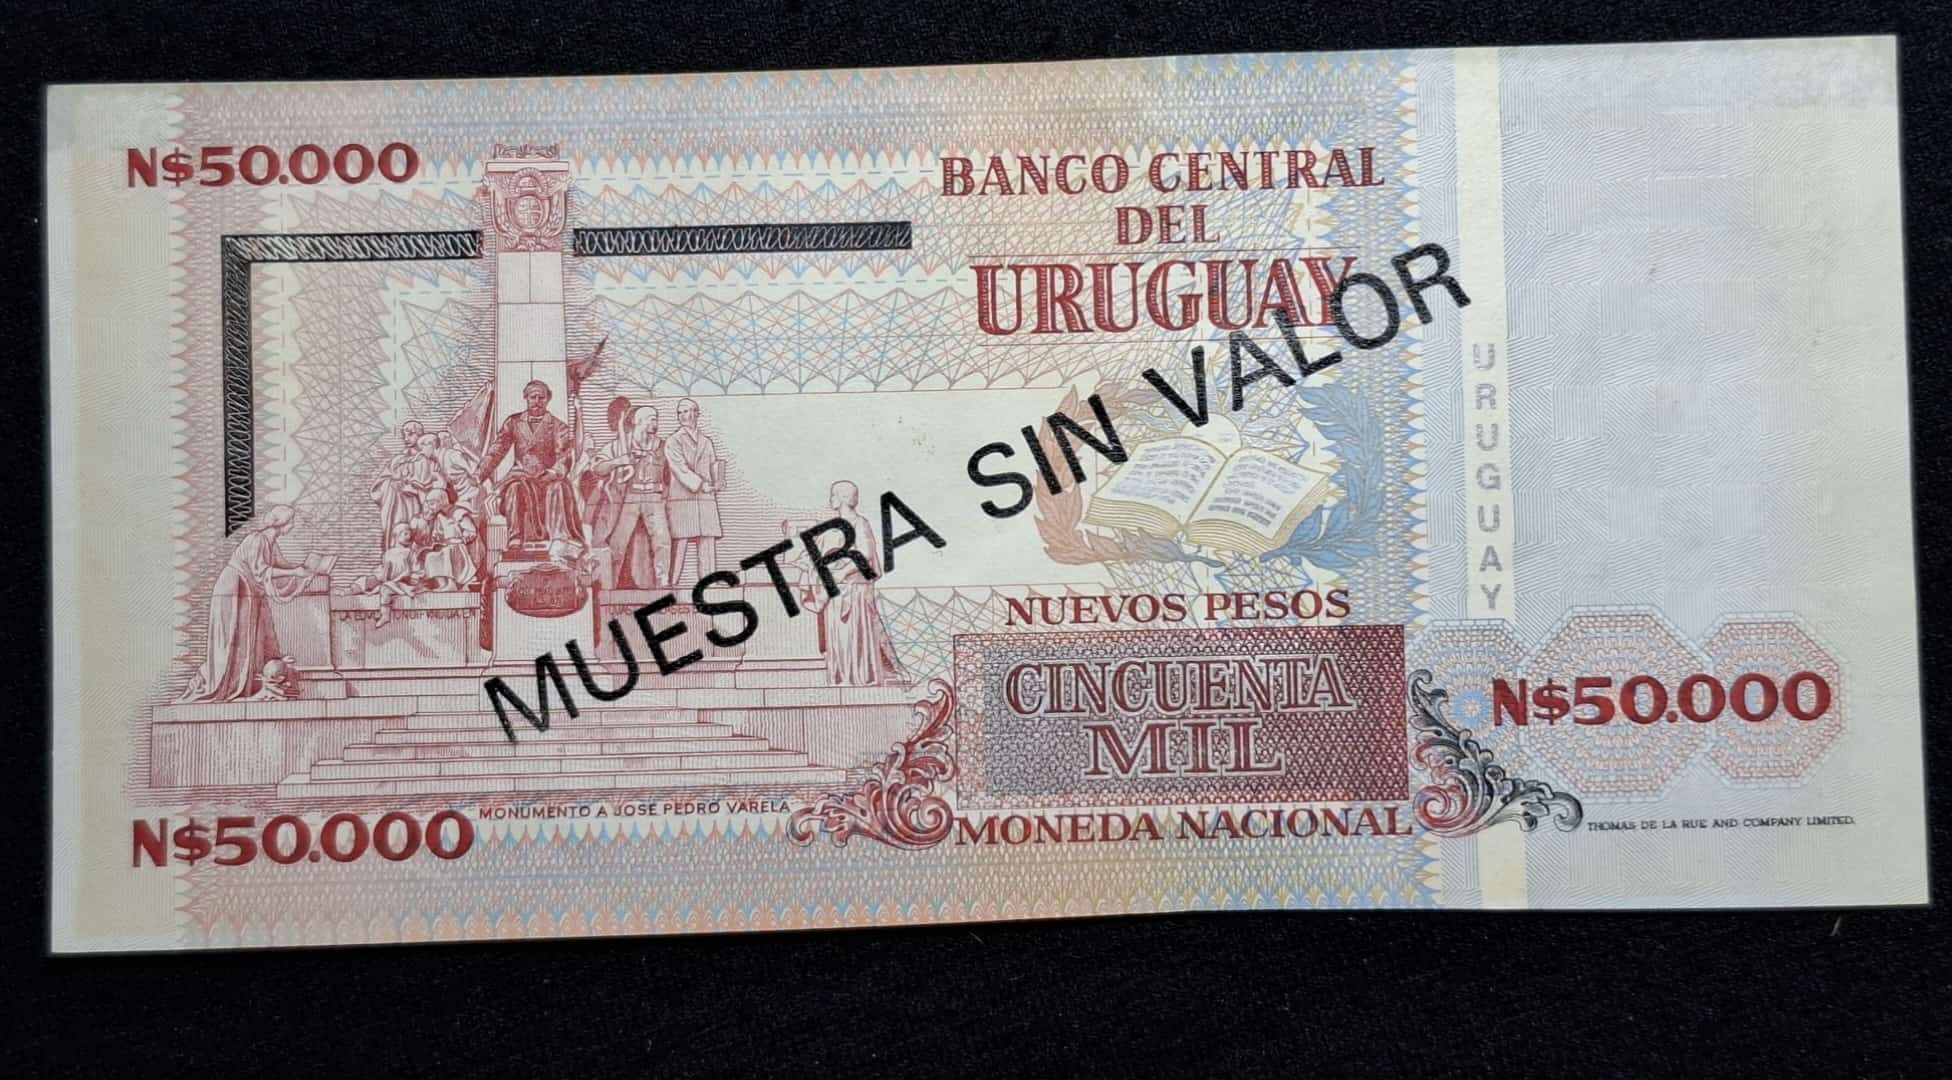 N$50.000
BANCO CENTRAL
DEL
URUGUAY
MUESTRA SIN VALOR
URUGUAY
NUEVOS PESOS
CINCUENTA
MIL
N$50.000
MONUMENTO A JOSE PEDRO VARELA
N$50.000
MONEDA NACIONAL
THOMAS DE LA RUE AND COMPANY LIMITED.